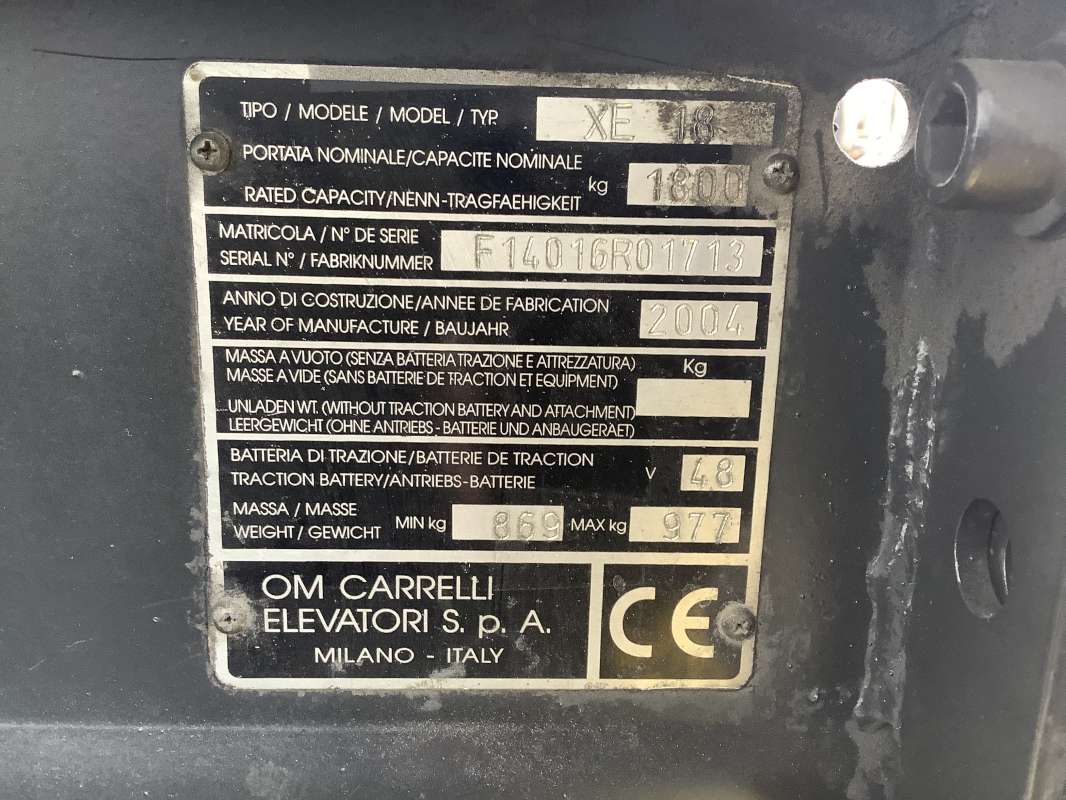 TIPO / MODELE / MODEL / TYP. XE 18
PORTATA NOMINALE/CAPACITE NOMINALE
RATED CAPACITY/NENN-TRAGFAEHIGKEIT kg 1800
MATRICOLA / N° DE SERIE
SERIAL N° / FABRIKNUMMER F14016R01713
ANNO DI COSTRUZIONE/ANNEE DE FABRICATION
YEAR OF MANUFACTURE / BAUJAHR 2004
MASSA A VUOTO (SENZA BATTERIA TRAZIONE E ATTREZZATURA) Kg
MASSE A VIDE (SANS BATTERIE DE TRACTION ET EQUIPMENT)
UNLADEN WT. (WITHOUT TRACTION BATTERY AND ATTACHMENT)
LEERGEWICHT (OHNE ANTRIEBS - BATTERIE UND ANBAUGERAET)
BATTERIA DI TRAZIONE/BATTERIE DE TRACTION
TRACTION BATTERY/ANTRIEBS-BATTERIE V 48
MASSA / MASSE
WEIGHT / GEWICHT MIN kg 869 MAX kg 977
OM CARRELLI
ELEVATORI S. p. A.
MILANO - ITALY
CE